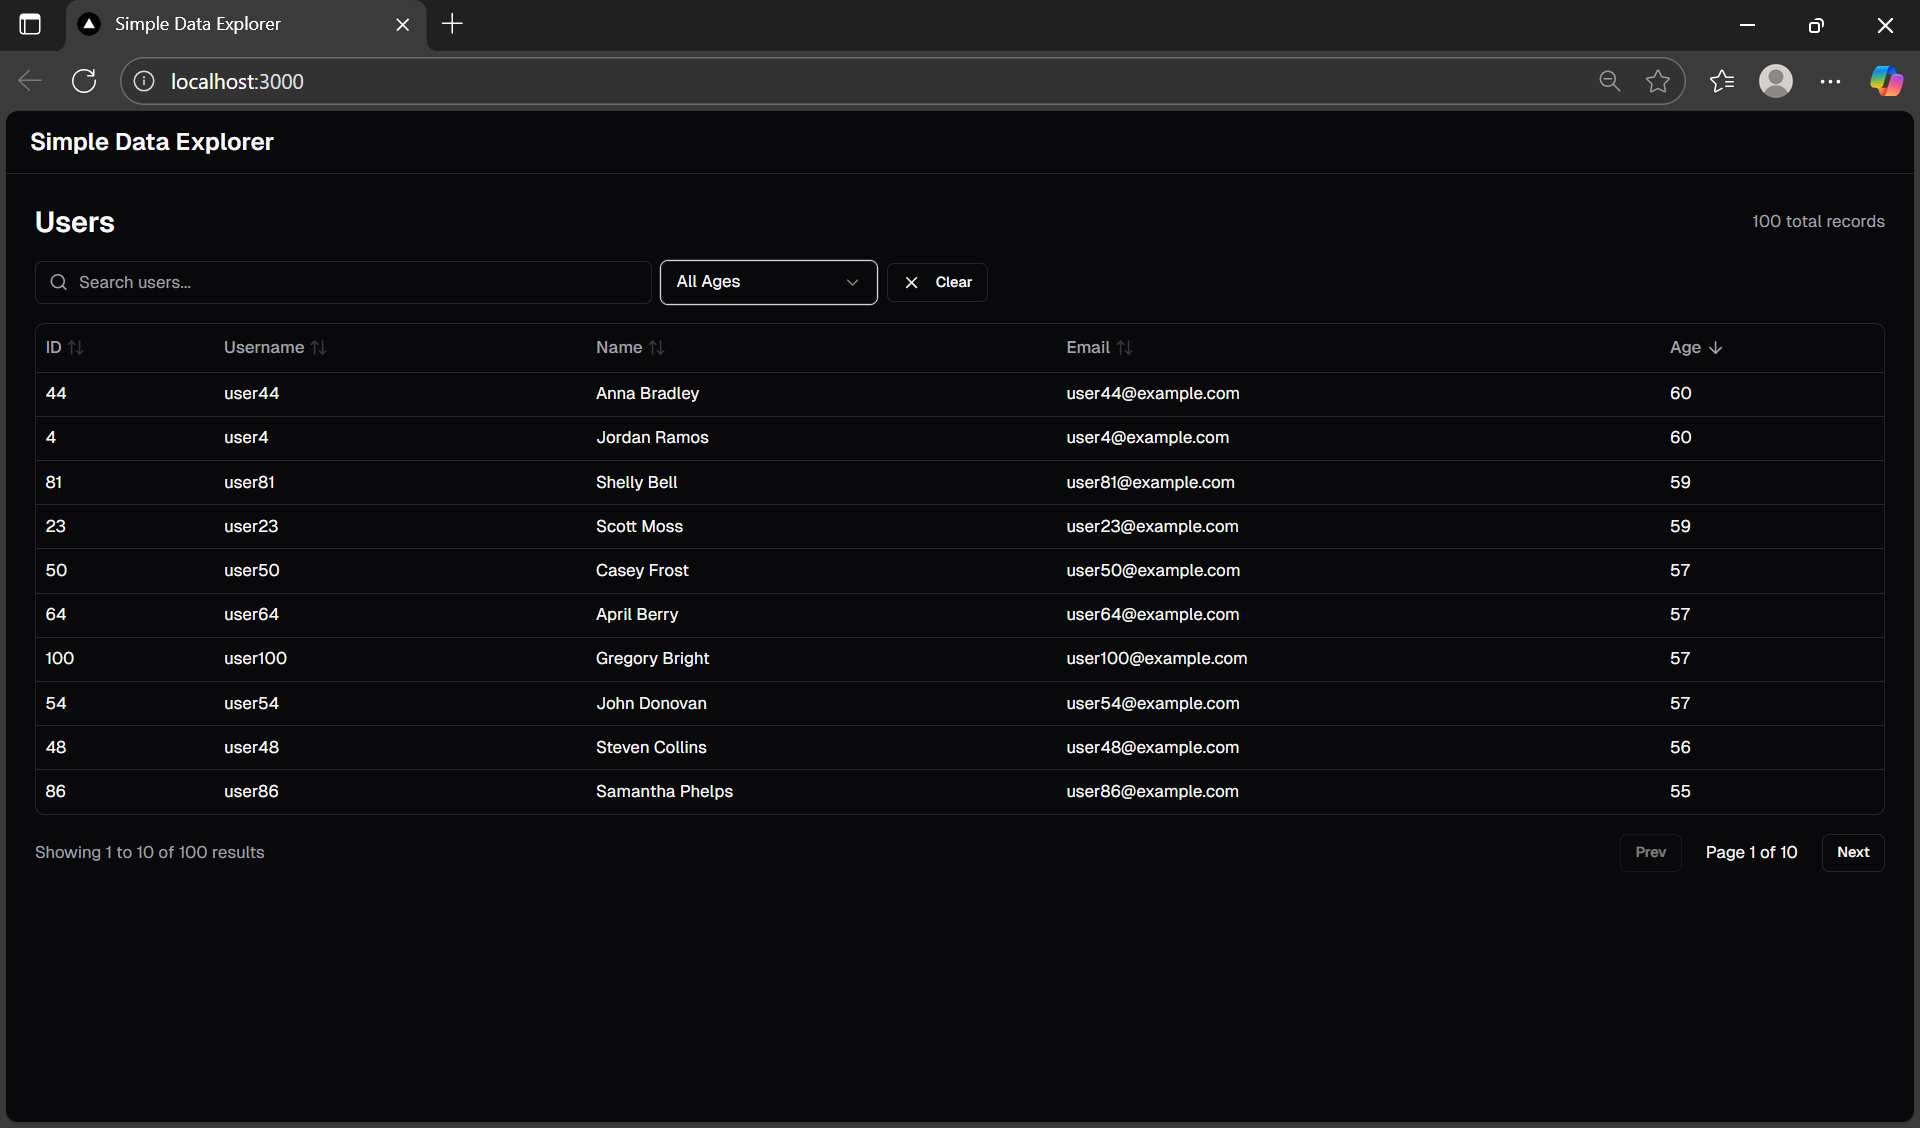 Simple Data Explorer
localhost:3000
Simple Data Explorer
Users
100 total records
Search users...
All Ages
Clear
ID Username Name Email Age
44 user44 Anna Bradley user44@example.com 60
4 user4 Jordan Ramos user4@example.com 60
81 user81 Shelly Bell user81@example.com 59
23 user23 Scott Moss user23@example.com 59
50 user50 Casey Frost user50@example.com 57
64 user64 April Berry user64@example.com 57
100 user100 Gregory Bright user100@example.com 57
54 user54 John Donovan user54@example.com 57
48 user48 Steven Collins user48@example.com 56
86 user86 Samantha Phelps user86@example.com 55
Showing 1 to 10 of 100 results
Prev Page 1 of 10 Next